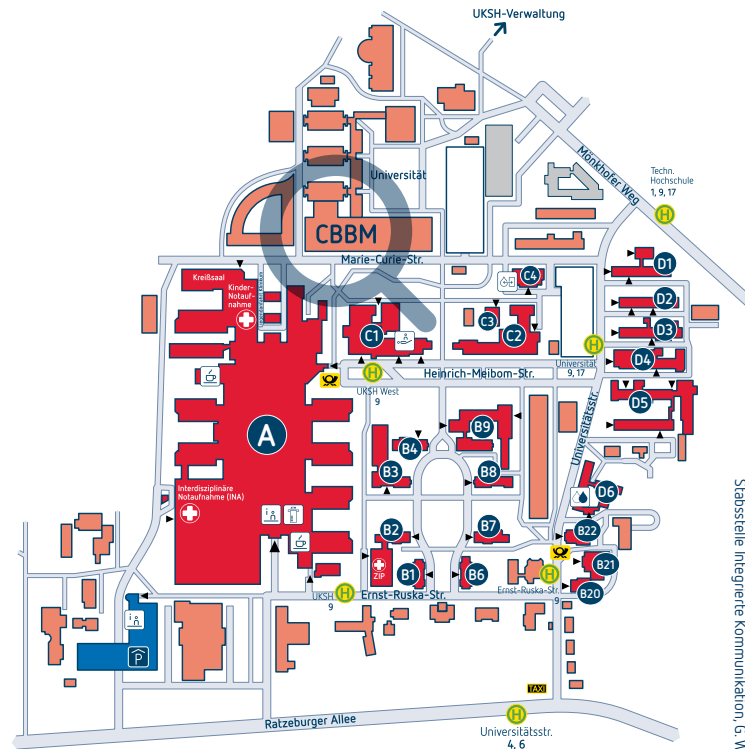 UKSH-Verwaltung
Mönkhofer Weg
Techn.
Hochschule
1, 9, 17
H
Universität
CBBM
Marie-Curie-Str.
Kreißsaal
Kinder-
Notauf-
nahme
C4
D1
D2
D3
D4
D5
D6
C1
C3
C2
H
Universität
9, 17
Heinrich-Meibom-Str.
H
UKSH West
9
Universitätsstr.
A
B9
B4
B3
B8
Interdisziplinäre
Notaufnahme (INA)
i
B2
B7
B22
ZIP
B1
B6
B21
B20
H
UKSH
9
Ernst-Ruska-Str.
H
Ernst-Ruska-Str.
9
i
P
TAXI
Ratzeburger Allee
H
Universitätsstr.
4, 6
Stabsstelle Integrierte Kommunikation, G. W